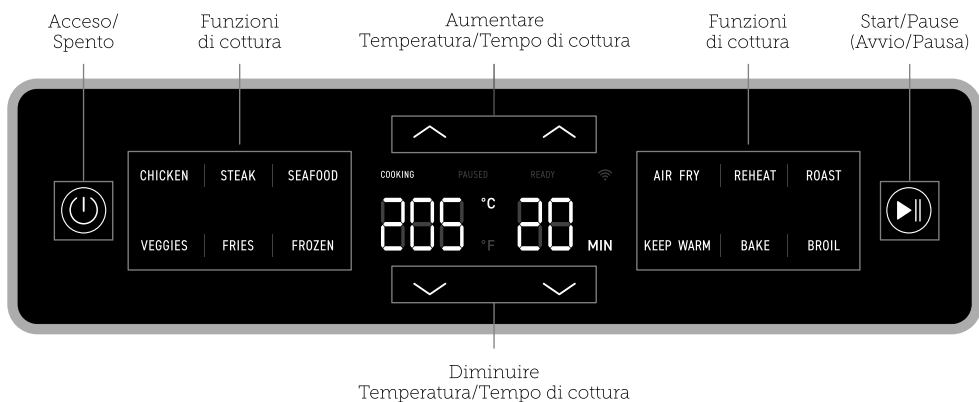 Acceso/
Spento
Funzioni
di cottura
Aumentare
Temperatura/Tempo di cottura
Funzioni
di cottura
Start/Pause
(Avvio/Pausa)
CHICKEN STEAK SEAFOOD
VEGGIES FRIES FROZEN
COOKING PAUSED READY
205 °C °F 20 MIN
AIR FRY REHEAT ROAST
KEEP WARM BAKE BROIL
Diminuire
Temperatura/Tempo di cottura